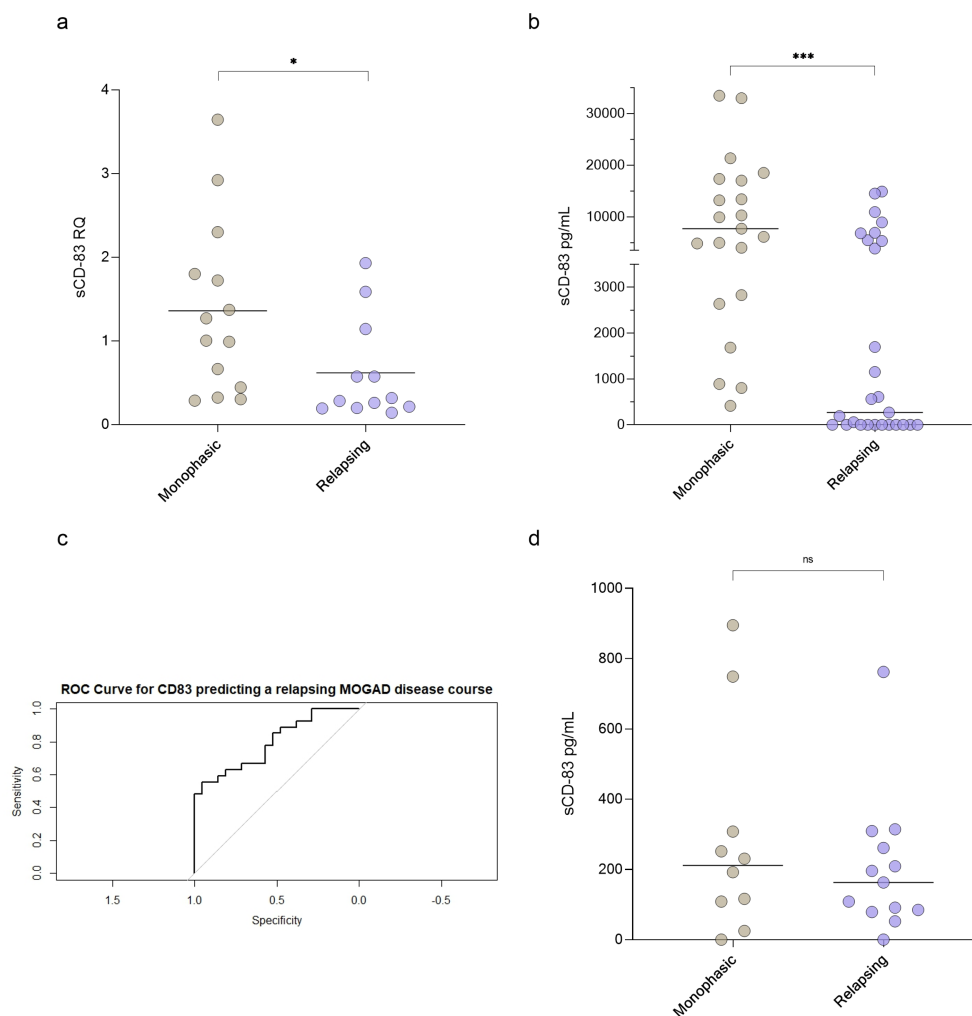 a
*
4
3
2
1
0
sCD-83 RQ
Monophasic
Relapsing
b
***
30000
20000
10000
3000
2000
1000
0
sCD-83 pg/mL
Monophasic
Relapsing
c
ROC Curve for CD83 predicting a relapsing MOGAD disease course
1.0
0.8
0.6
0.4
0.2
0.0
Sensitivity
1.5
1.0
0.5
0.0
-0.5
Specificity
d
ns
1000
800
600
400
200
0
sCD-83 pg/mL
Monophasic
Relapsing